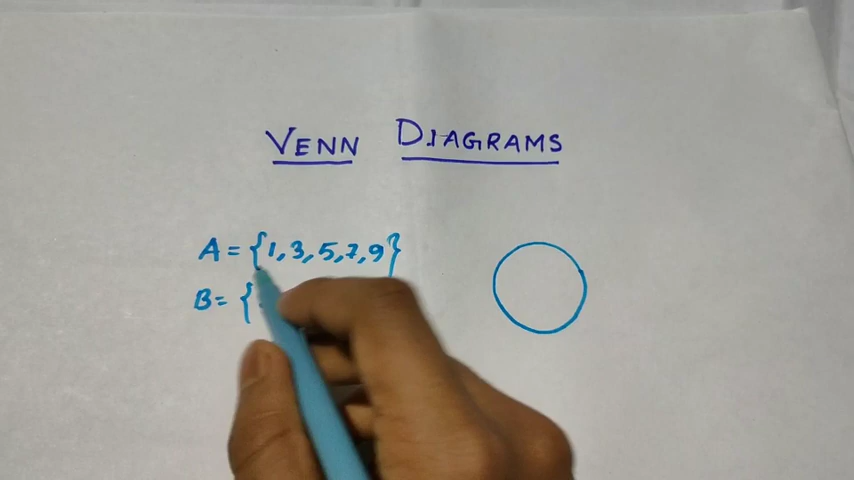 VENN DIAGRAMS
A = {1,3,5,7,9}
B = {